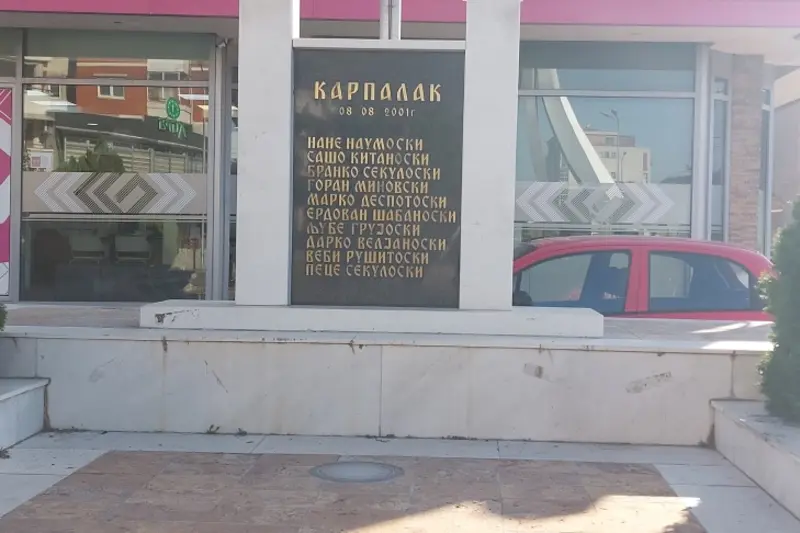 КАРПАЛАК
08 08 2001г
НАНЕ НАУМОСКИ
САШО КИТАНОСКИ
БРАНКО СЕКУЛОСКИ
ГОРАН МИНОВСКИ
МАРКО ДЕСПОТОСКИ
ЕРДОВАН ШАБАНОСКИ
ЉУБЕ ГРУЈОСКИ
ДАРКО ВЕЛЈАНОСКИ
ВЕБИ РУШИТОСКИ
ПЕЦЕ СЕКУЛОСКИ